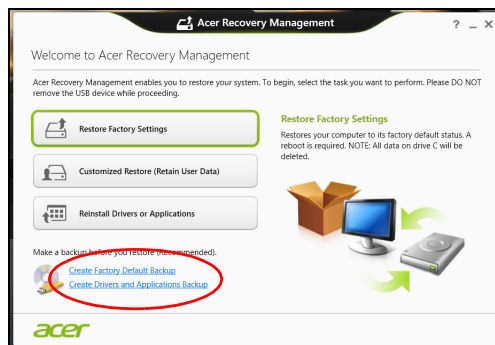 Acer Recovery Management
? _ X
Welcome to Acer Recovery Management
Acer Recovery Management enables you to restore your system. To begin, select the task you want to perform. Please DO NOT
remove the USB device while proceeding.
Restore Factory Settings
Customized Restore (Retain User Data)
Reinstall Drivers or Applications
Restore Factory Settings
Restores your computer to its factory default status. A
reboot is required. NOTE: All data on drive C will be
deleted.
Make a backup before you restore (Recommended).
Create Factory Default Backup
Create Drivers and Applications Backup
acer